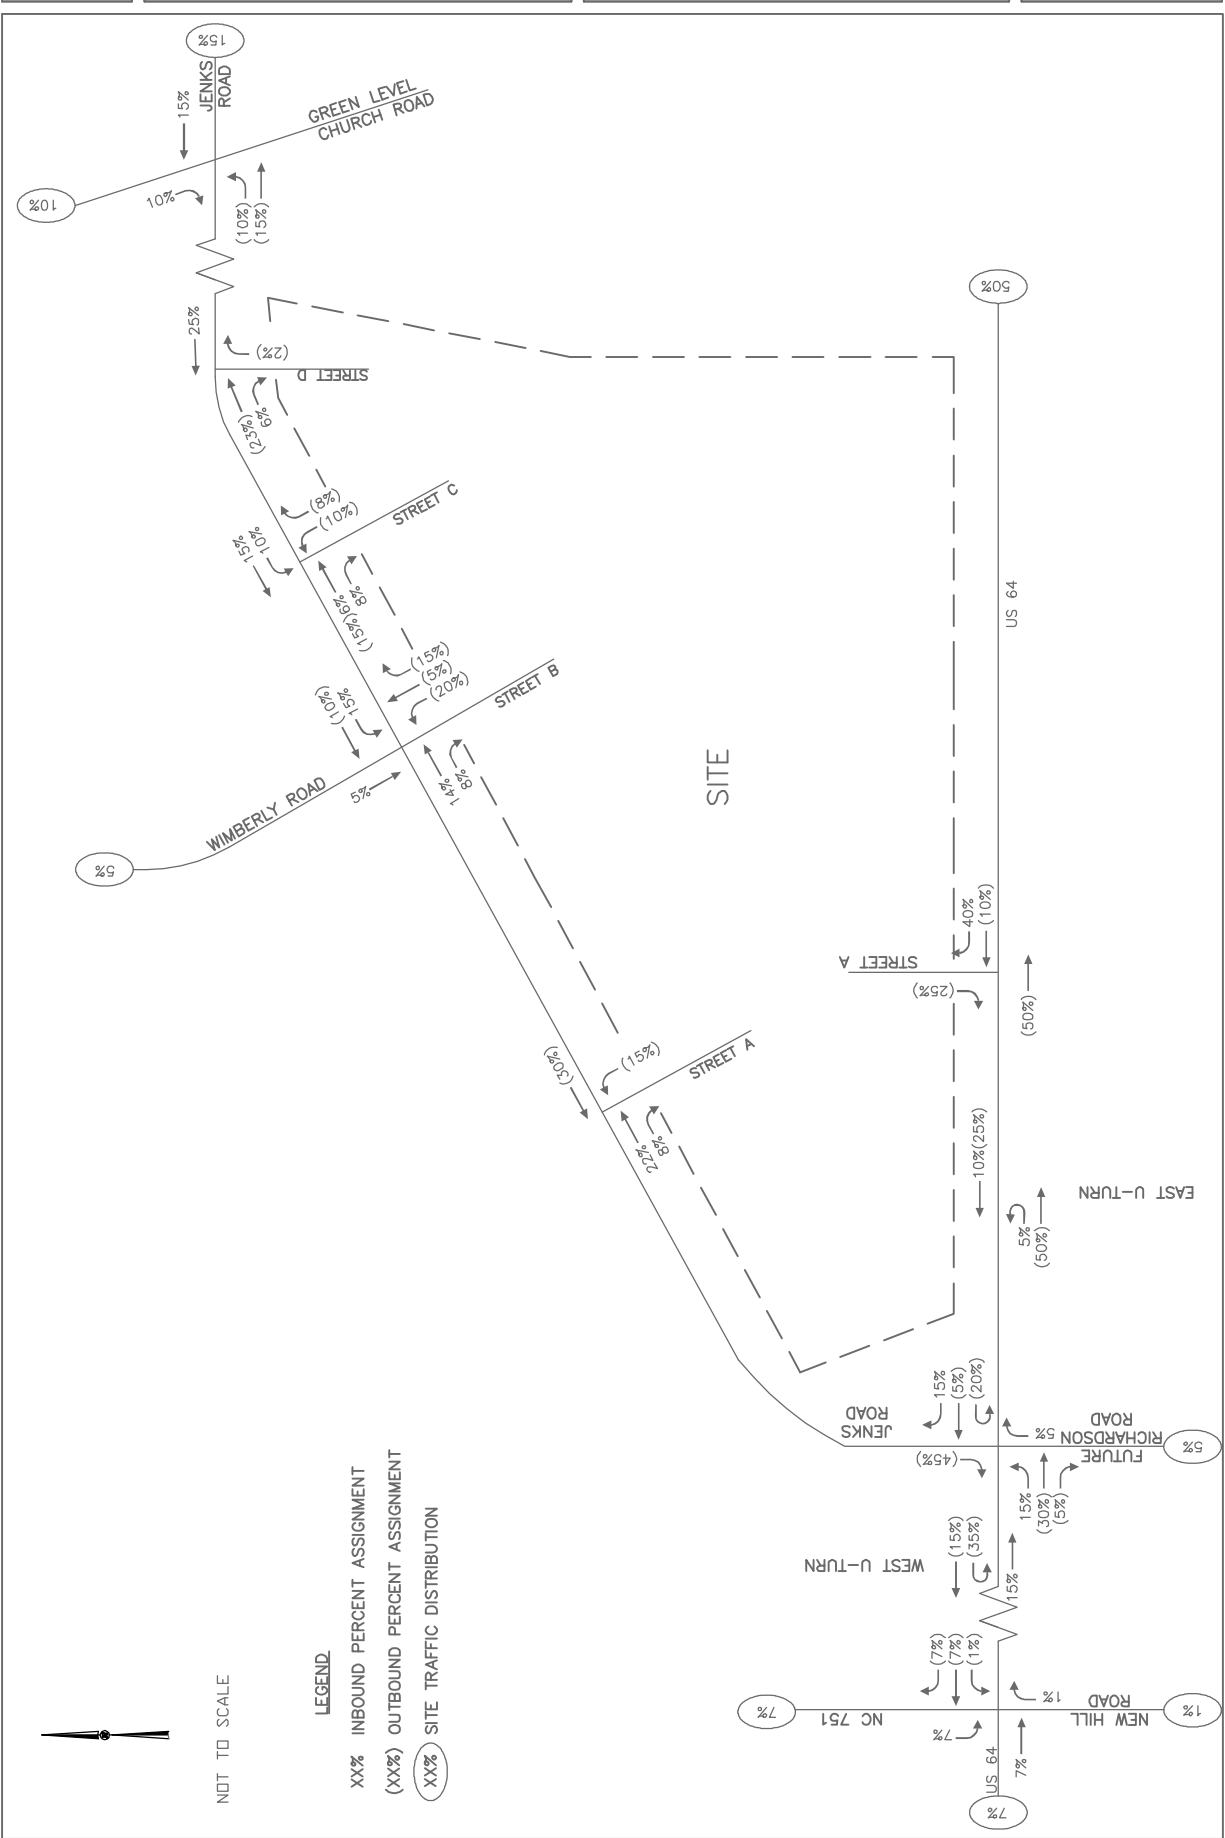 15%
JENKS
ROAD
15%
GREEN LEVEL
CHURCH ROAD
10%
10%
(10%)
(15%)
25%
(2%)
STREET D
(23%)
6%
(8%)
(10%)
STREET C
15%
10%
(15%)6%
8%
(15%)
(5%)
(20%)
STREET B
(10%)
15%
WIMBERLY ROAD
5%
5%
14%
8%
50%
US 64
SITE
40%
(10%)
STREET A
(25%)
(50%)
(30%)
(15%)
STREET A
22%
8%
10%(25%)
EAST U-TURN
5%
(50%)
15%
(5%)
(20%)
JENKS
ROAD
(45%)
5%
FUTURE
RICHARDSON
ROAD
5%
15%
(30%)
(5%)
WEST U-TURN
(15%)
(35%)
15%
(7%)
(7%)
(1%)
7%
NC 751
7%
1%
NEW HILL
ROAD
1%
US 64
7%
7%
NOT TO SCALE
LEGEND
XX% INBOUND PERCENT ASSIGNMENT
(XX%) OUTBOUND PERCENT ASSIGNMENT
XX% SITE TRAFFIC DISTRIBUTION